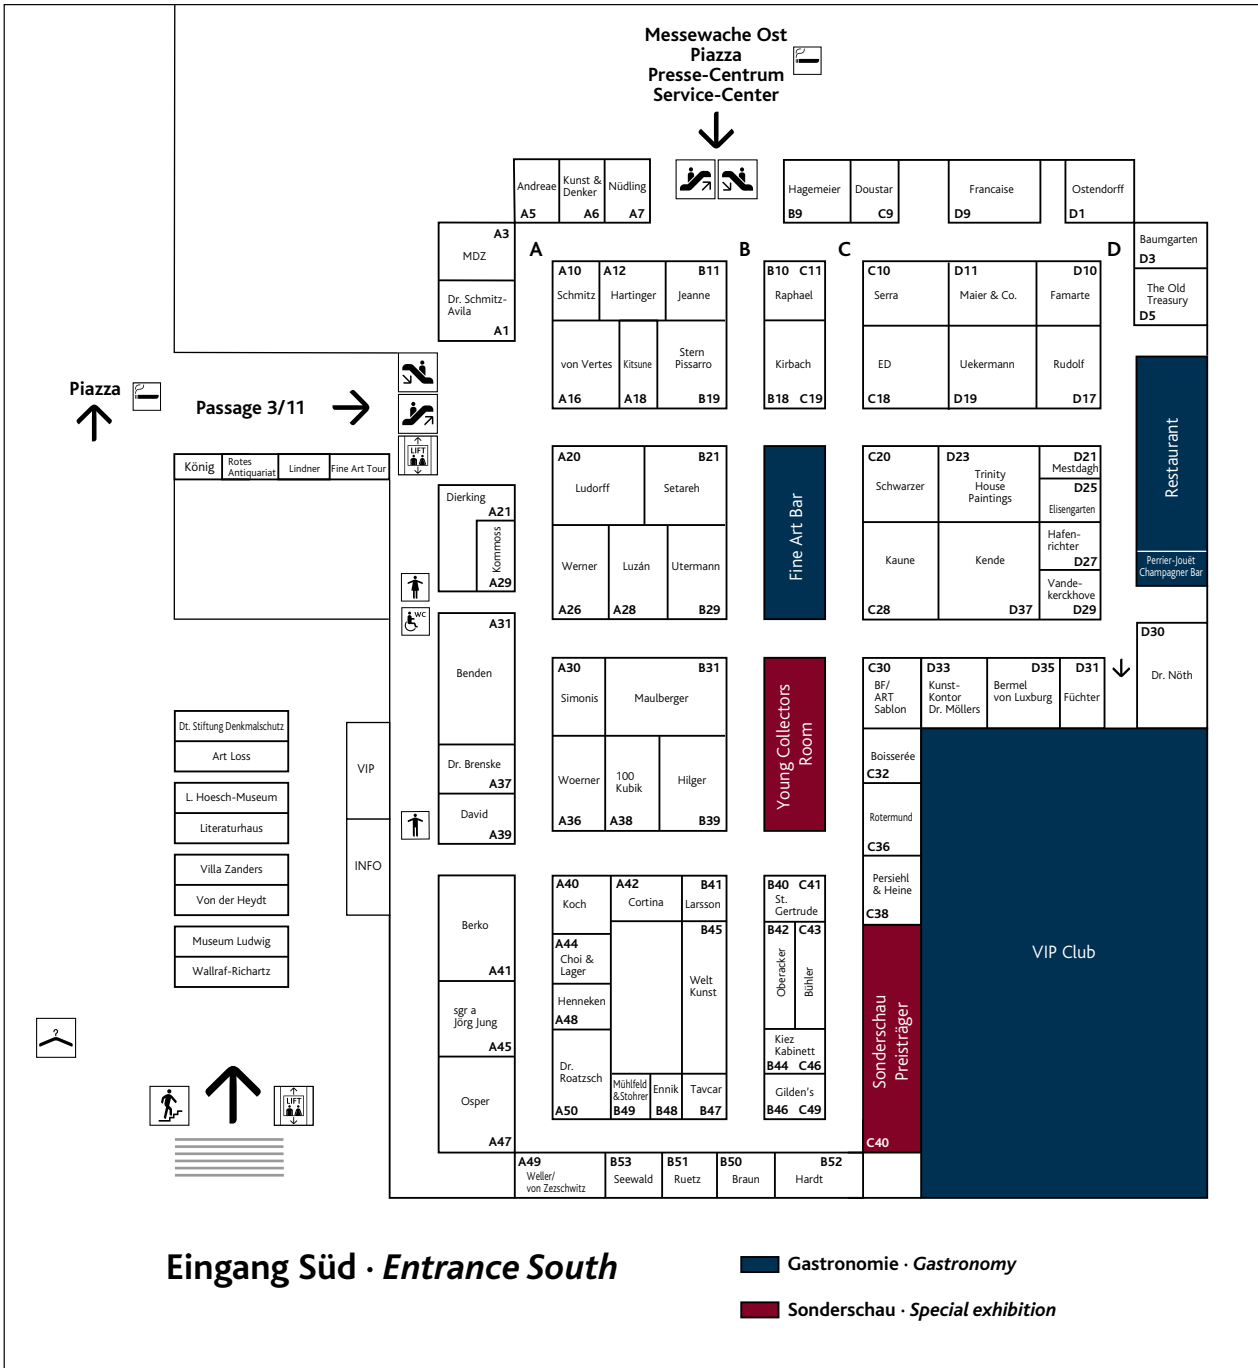 Messewache Ost
Piazza
Presse-Centrum
Service-Center
Andreae
A5
Kunst &
Denker
A6
Nüdling
A7
Hagemeier
B9
Doustar
C9
Francaise
D9
Ostendorff
D1
A3
MDZ
Dr. Schmitz-
Avila
A1
A
B
C
D
Baumgarten
D3
The Old
Treasury
D5
A10
Schmitz
A12
Hartinger
B11
Jeanne
B10 C11
Raphael
C10
Serra
D11
Maier & Co.
D10
Famarte
von Vertes
A16
Kitsune
A18
Stern
Pissarro
B19
Kirbach
B18 C19
ED
C18
Uekermann
D19
Rudolf
D17
Piazza
Passage 3/11
LIFT
König
Rotes
Antiquariat
Lindner
Fine Art Tour
Restaurant
Perrier-Jouët
Champagner Bar
Dierking
A21
Kommoss
A29
A20
Ludorff
B21
Setareh
Werner
A26
Luzán
A28
Utermann
B29
Fine Art Bar
C20
Schwarzer
D23
Trinity
House
Paintings
D21
Mestdagh
D25
Elisengarten
Kaune
C28
Kende
D37
Hafen-
richter
D27
Vande-
kerckhove
D29
WC
A31
Benden
Dr. Brenske
A37
David
A39
A30
Simonis
B31
Maulberger
Woerner
A36
100
Kubik
A38
Hilger
B39
Young Collectors
Room
C30
BF/
ART
Sablon
D33
Kunst-
Kontor
Dr. Möllers
D35
Bermel
von Luxburg
D31
Füchter
D30
Dr. Nöth
Boisserée
C32
Rotermund
C36
Persiehl
& Heine
C38
Sonderschau
Preisträger
C40
VIP Club
Dt. Stiftung Denkmalschutz
Art Loss
L. Hoesch-Museum
Literaturhaus
Villa Zanders
Von der Heydt
Museum Ludwig
Wallraf-Richartz
VIP
INFO
Berko
A41
sgr a
Jörg Jung
A45
Osper
A47
A40
Koch
A42
Cortina
B41
Larsson
A44
Choi &
Lager
Henneken
A48
Dr.
Roatzsch
A50
B45
Welt
Kunst
Mühlfeld
&Stohrer
B49
Ennik
B48
Tavcar
B47
B40 C41
St.
Gertrude
B42
Oberacker
C43
Bühler
Kiez
Kabinett
B44 C46
Gilden's
B46 C49
LIFT
A49
Weller/
von Zezschwitz
B53
Seewald
B51
Ruetz
B50
Braun
B52
Hardt
Eingang Süd · Entrance South
Gastronomie · Gastronomy
Sonderschau · Special exhibition